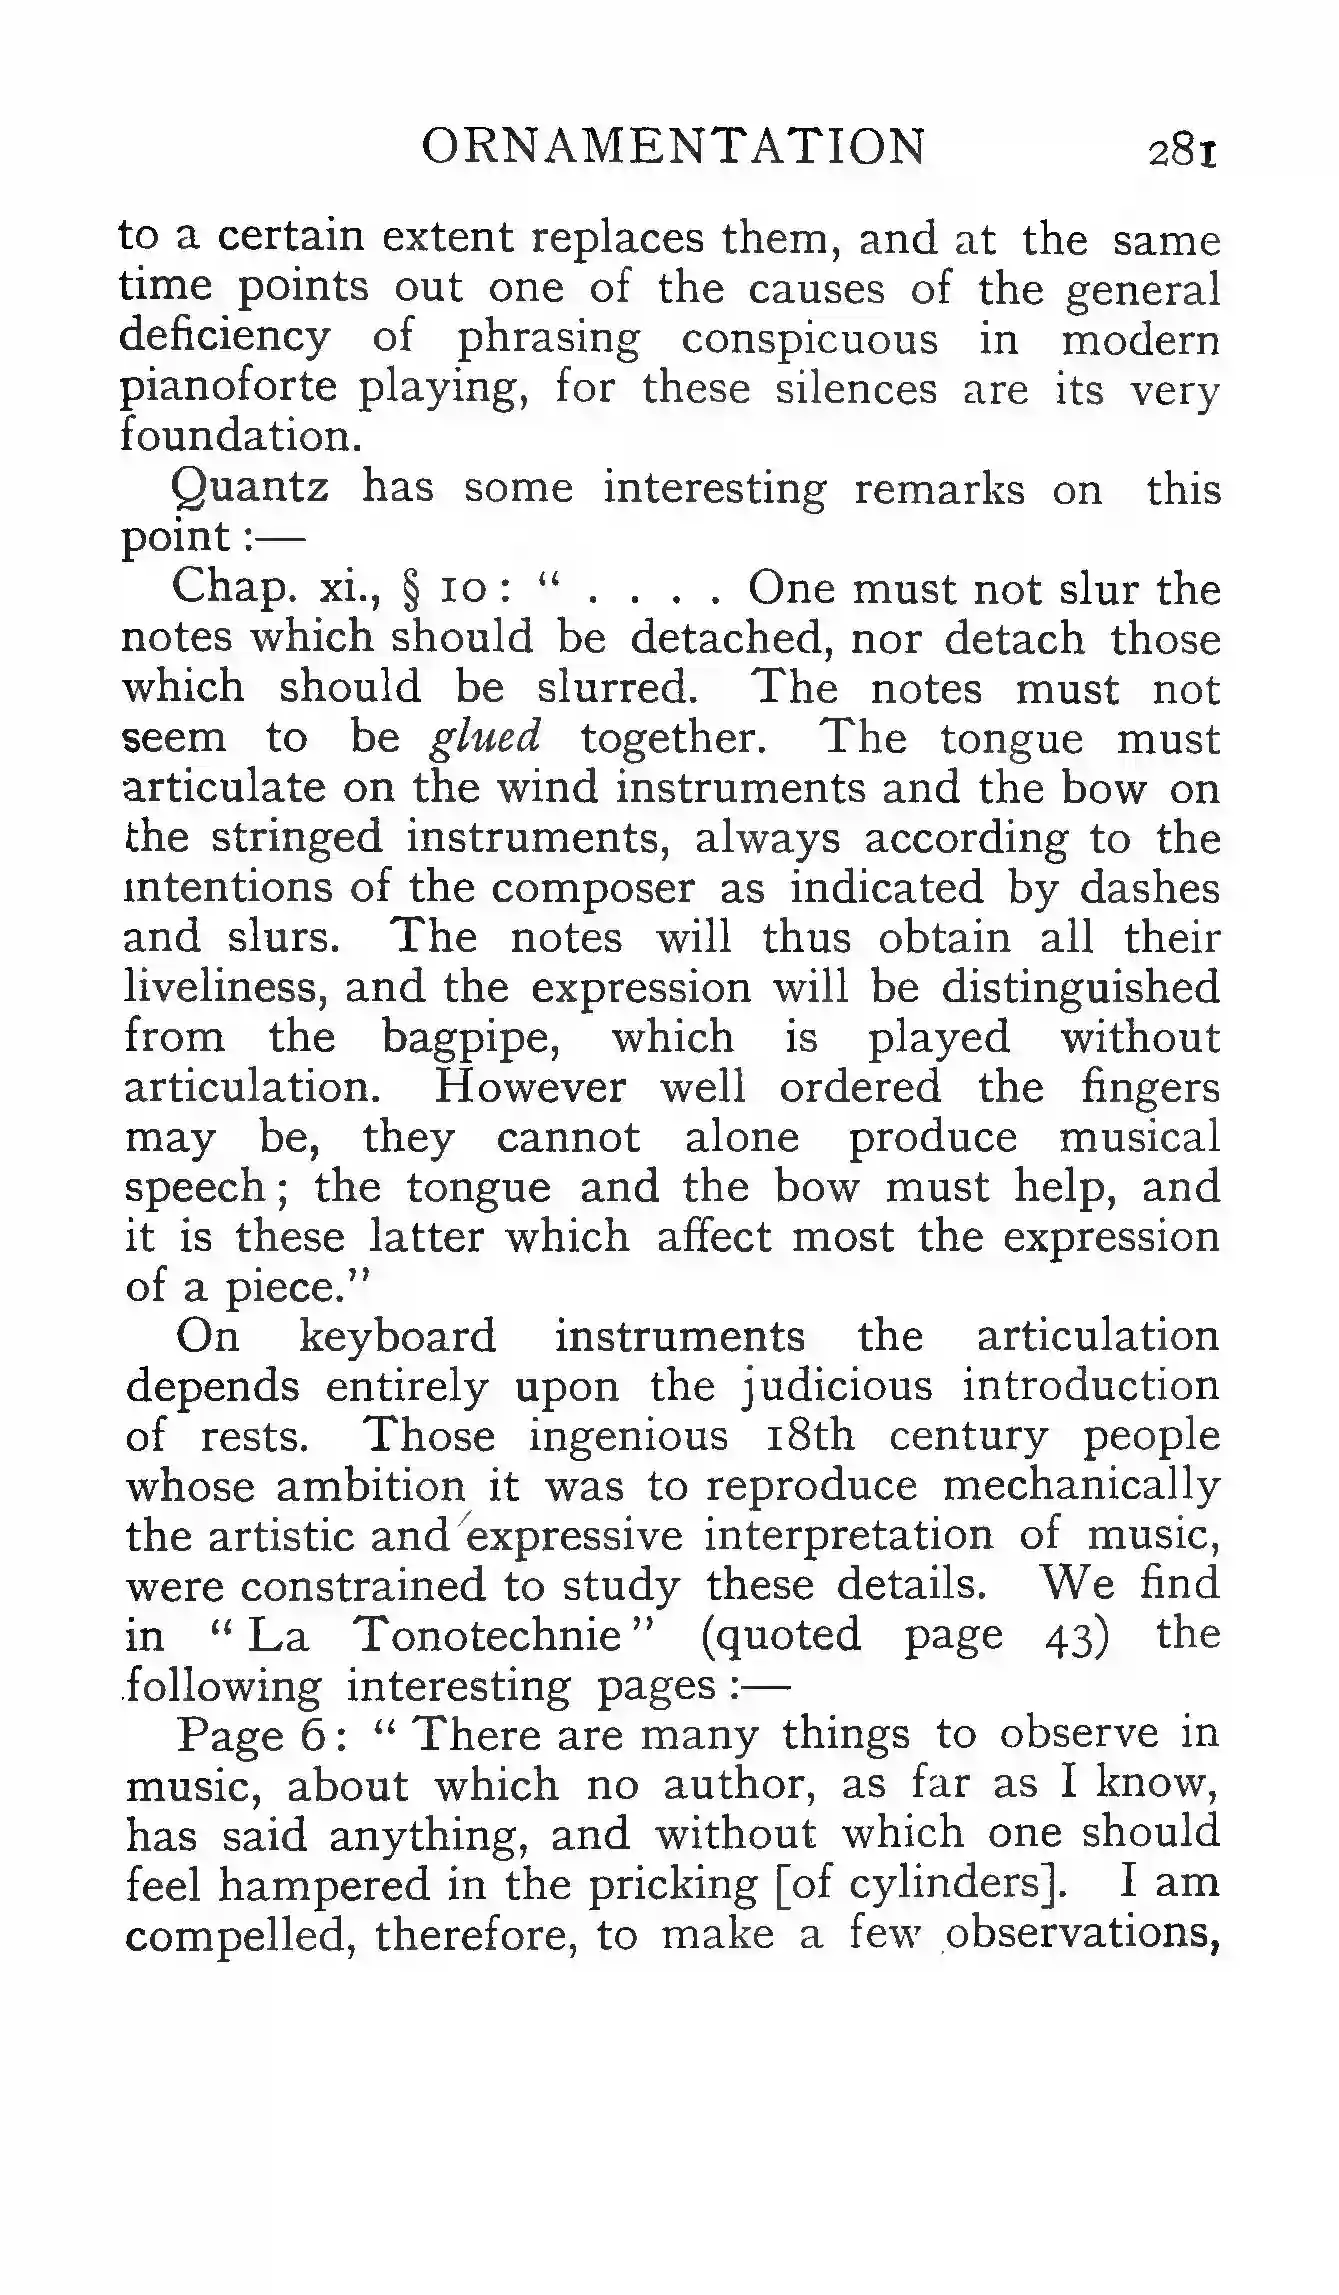 ORNAMENTATION 281
to a certain extent replaces them, and at the same
time points out one of the causes of the general
deficiency of phrasing conspicuous in modern
pianoforte playing, for these silences are its very
foundation.
Quantz has some interesting remarks on this
point :—
Chap. xi., § 10 : “ . . . . One must not slur the
notes which should be detached, nor detach those
which should be slurred. The notes must not
seem to be glued together. The tongue must
articulate on the wind instruments and the bow on
the stringed instruments, always according to the
intentions of the composer as indicated by dashes
and slurs. The notes will thus obtain all their
liveliness, and the expression will be distinguished
from the bagpipe, which is played without
articulation. However well ordered the fingers
may be, they cannot alone produce musical
speech ; the tongue and the bow must help, and
it is these latter which affect most the expression
of a piece.”
On keyboard instruments the articulation
depends entirely upon the judicious introduction
of rests. Those ingenious 18th century people
whose ambition it was to reproduce mechanically
the artistic and expressive interpretation of music,
were constrained to study these details. We find
in “ La Tonotechnie ” (quoted page 43) the
following interesting pages :—
Page 6 : “ There are many things to observe in
music, about which no author, as far as I know,
has said anything, and without which one should
feel hampered in the pricking [of cylinders]. I am
compelled, therefore, to make a few observations,